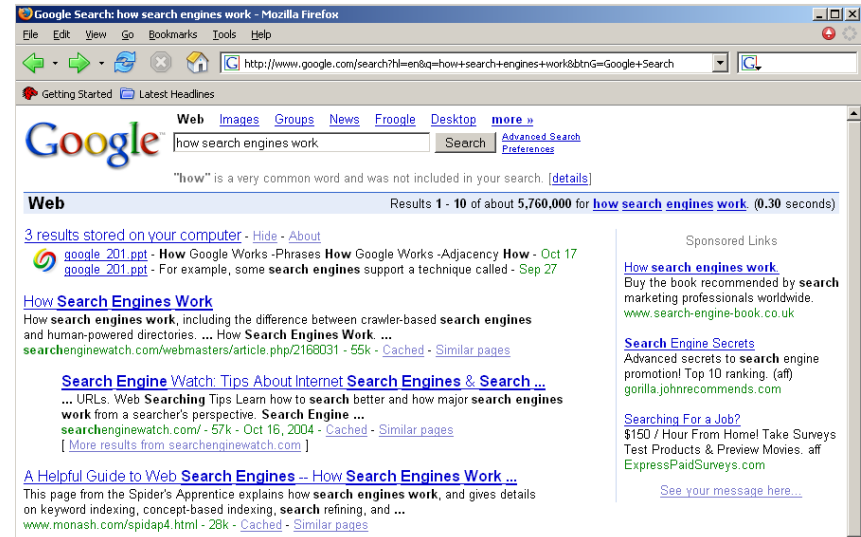 Google Search: how search engines work - Mozilla Firefox
File Edit View Go Bookmarks Tools Help
http://www.google.com/search?hl=en&q=how+search+engines+work&btnG=Google+Search
G
Getting Started Latest Headlines
Web Images Groups News Froogle Desktop more »
Google™
how search engines work Search Advanced Search
Preferences
"how" is a very common word and was not included in your search. [details]
Web Results 1 - 10 of about 5,760,000 for how search engines work. (0.30 seconds)
3 results stored on your computer - Hide - About
google 201.ppt - How Google Works -Phrases How Google Works -Adjacency How - Oct 17
google 201.ppt - For example, some search engines support a technique called - Sep 27
How Search Engines Work
How search engines work, including the difference between crawler-based search engines
and human-powered directories. ... How Search Engines Work. ...
searchenginewatch.com/webmasters/article.php/2168031 - 55k - Cached - Similar pages
Search Engine Watch: Tips About Internet Search Engines & Search ...
... URLs. Web Searching Tips Learn how to search better and how major search engines
work from a searcher's perspective. Search Engine ...
searchenginewatch.com/ - 57k - Oct 16, 2004 - Cached - Similar pages
[ More results from searchenginewatch.com ]
A Helpful Guide to Web Search Engines -- How Search Engines Work ...
This page from the Spider's Apprentice explains how search engines work, and gives details
on keyword indexing, concept-based indexing, search refining, and ...
www.monash.com/spidap4.html - 28k - Cached - Similar pages
Sponsored Links
How search engines work.
Buy the book recommended by search
marketing professionals worldwide.
www.search-engine-book.co.uk
Search Engine Secrets
Advanced secrets to search engine
promotion! Top 10 ranking. (aff)
gorilla.johnrecommends.com
Searching For a Job?
$150 / Hour From Home! Take Surveys
Test Products & Preview Movies. aff
ExpressPaidSurveys.com
See your message here...